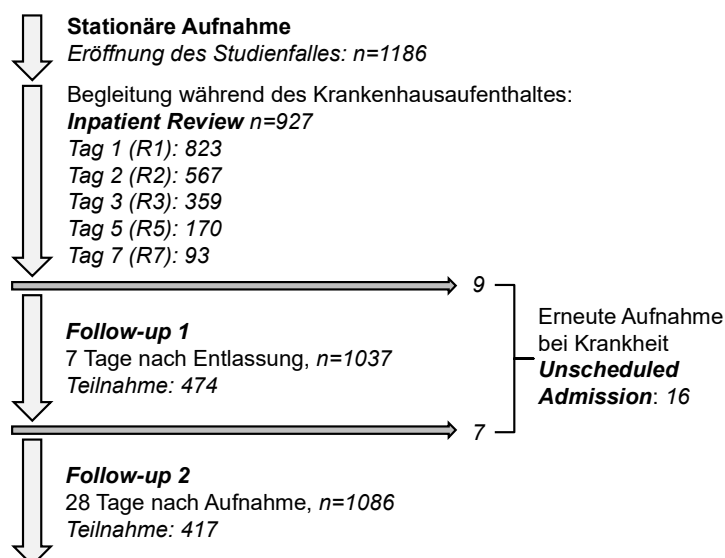 Stationäre Aufnahme
Eröffnung des Studienfalles: n=1186
Begleitung während des Krankenhausaufenthaltes:
Inpatient Review n=927
Tag 1 (R1): 823
Tag 2 (R2): 567
Tag 3 (R3): 359
Tag 5 (R5): 170
Tag 7 (R7): 93
9
Follow-up 1
7 Tage nach Entlassung, n=1037
Teilnahme: 474
Erneute Aufnahme
bei Krankheit
Unscheduled
Admission: 16
7
Follow-up 2
28 Tage nach Aufnahme, n=1086
Teilnahme: 417